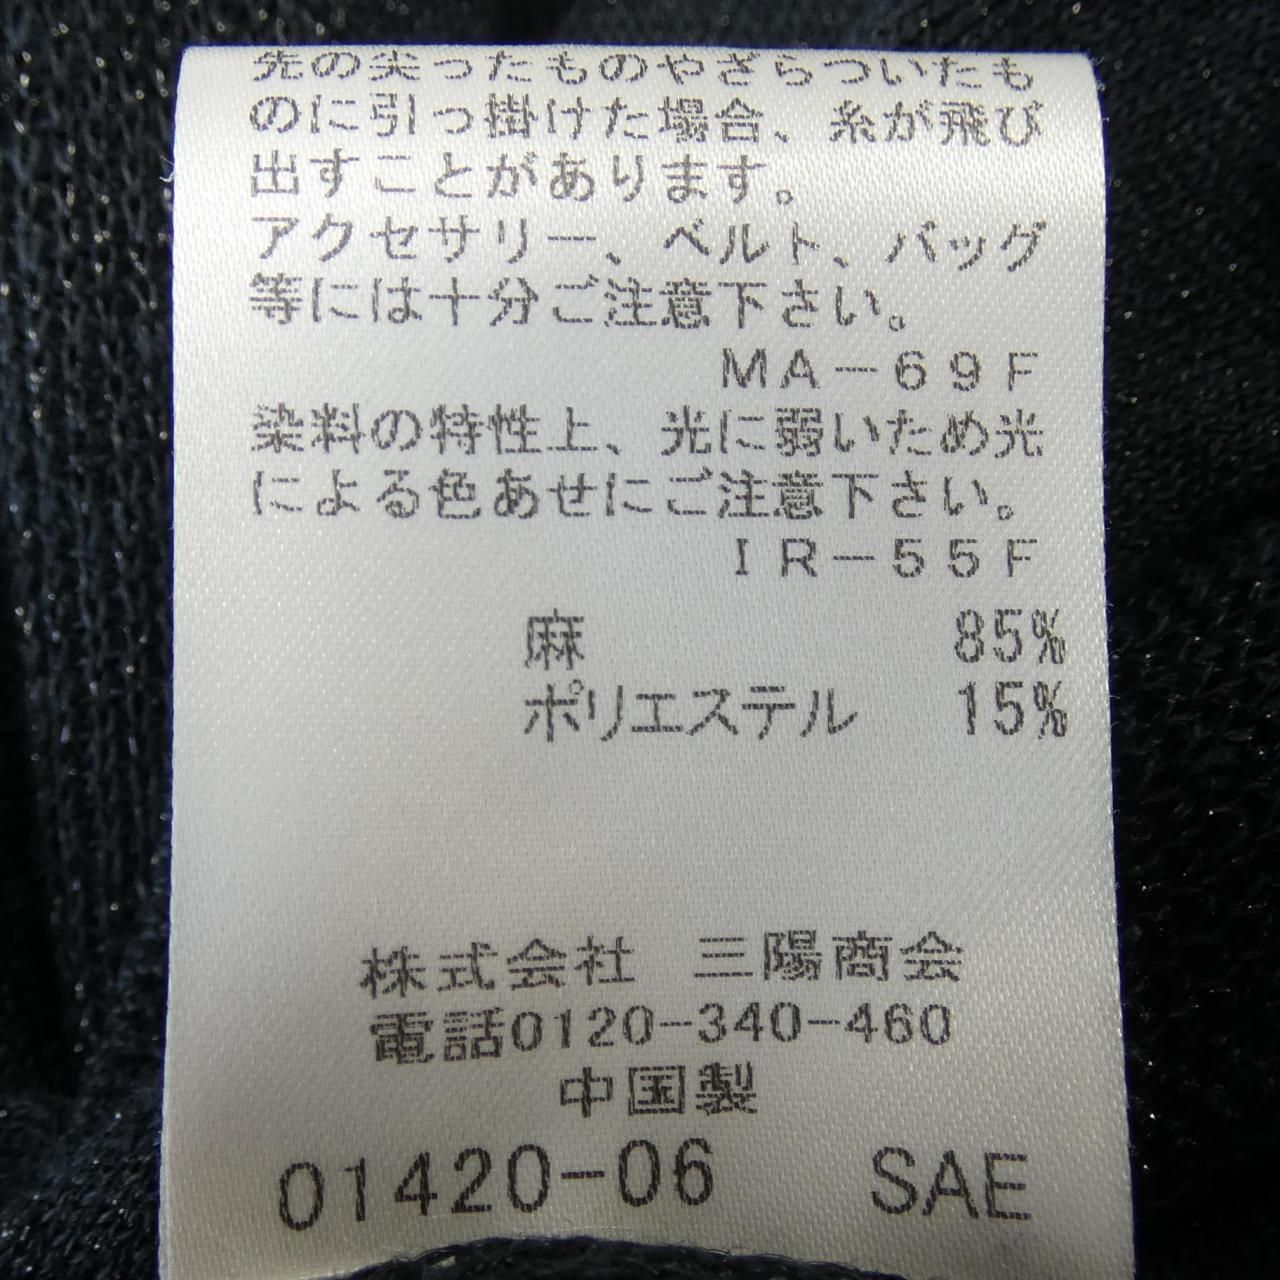 先の尖ったものやざらついたも
のに引っ掛けた場合、糸が飛び
出すことがあります。
アクセサリー、ベルト、バッグ
等には十分ご注意下さい。
ＭＡ－６９Ｆ
染料の特性上、光に弱いため光
による色あせにご注意下さい。
ＩＲ－５５Ｆ
麻 85%
ポリエステル 15%
株式会社 三陽商会
電話0120-340-460
中国製
01420-06 SAE